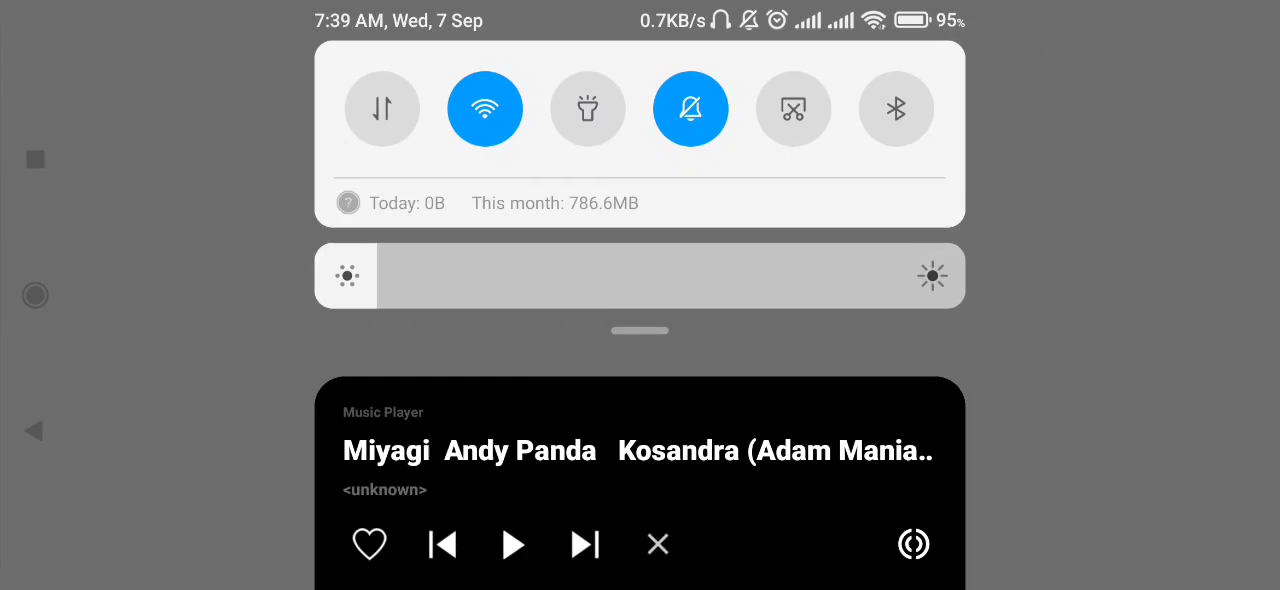 7:39 AM, Wed, 7 Sep 0.7KB/s 95%
Today: 0B This month: 786.6MB
Music Player
Miyagi Andy Panda Kosandra (Adam Mania..
<unknown>